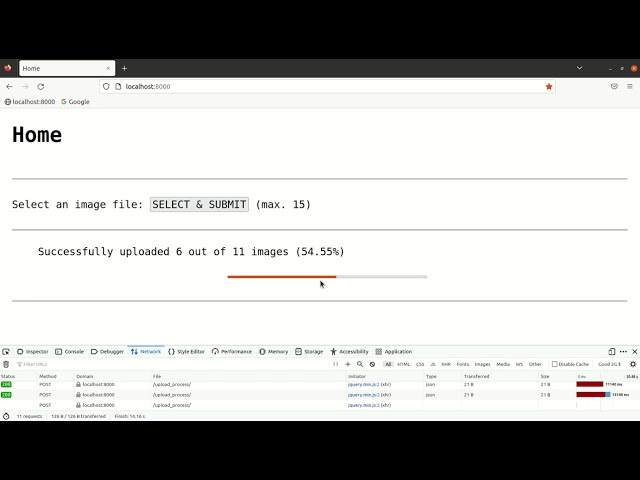 Home
localhost:8000
localhost:8000 Google
Home
Select an image file: SELECT & SUBMIT (max. 15)
Successfully uploaded 6 out of 11 images (54.55%)
Inspector Console Debugger Network Style Editor Performance Memory Storage Accessibility Application
Filter URLs All HTML CSS JS XHR Fonts Images Media WS Other Disable Cache Good 3G
Status Method Domain File Initiator Type Transferred Size 0 ms
200 POST localhost:8000 /upload_process/ jquery.min.js:2 (xhr) json 21 B 21 B 11140 ms
200 POST localhost:8000 /upload_process/ jquery.min.js:2 (xhr) json 21 B 21 B
POST localhost:8000 /upload_process/ jquery.min.js:2 (xhr)
11 requests 126 B / 126 B transferred Finish: 14.16 s